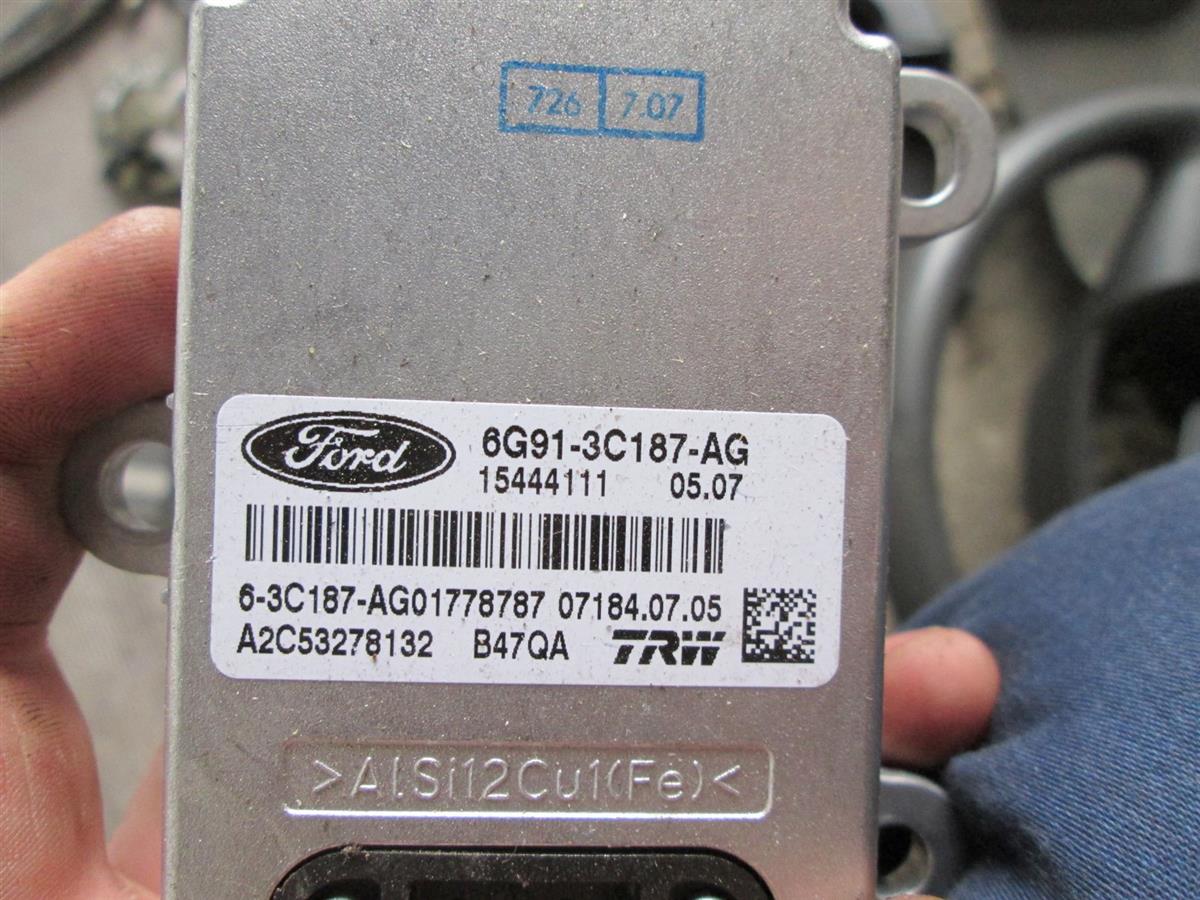 726 7.07
Ford 6G91-3C187-AG
15444111 05.07
6-3C187-AG01778787 07184.07.05
A2C53278132 B47QA TRW
>AlSi12Cu1(Fe)<